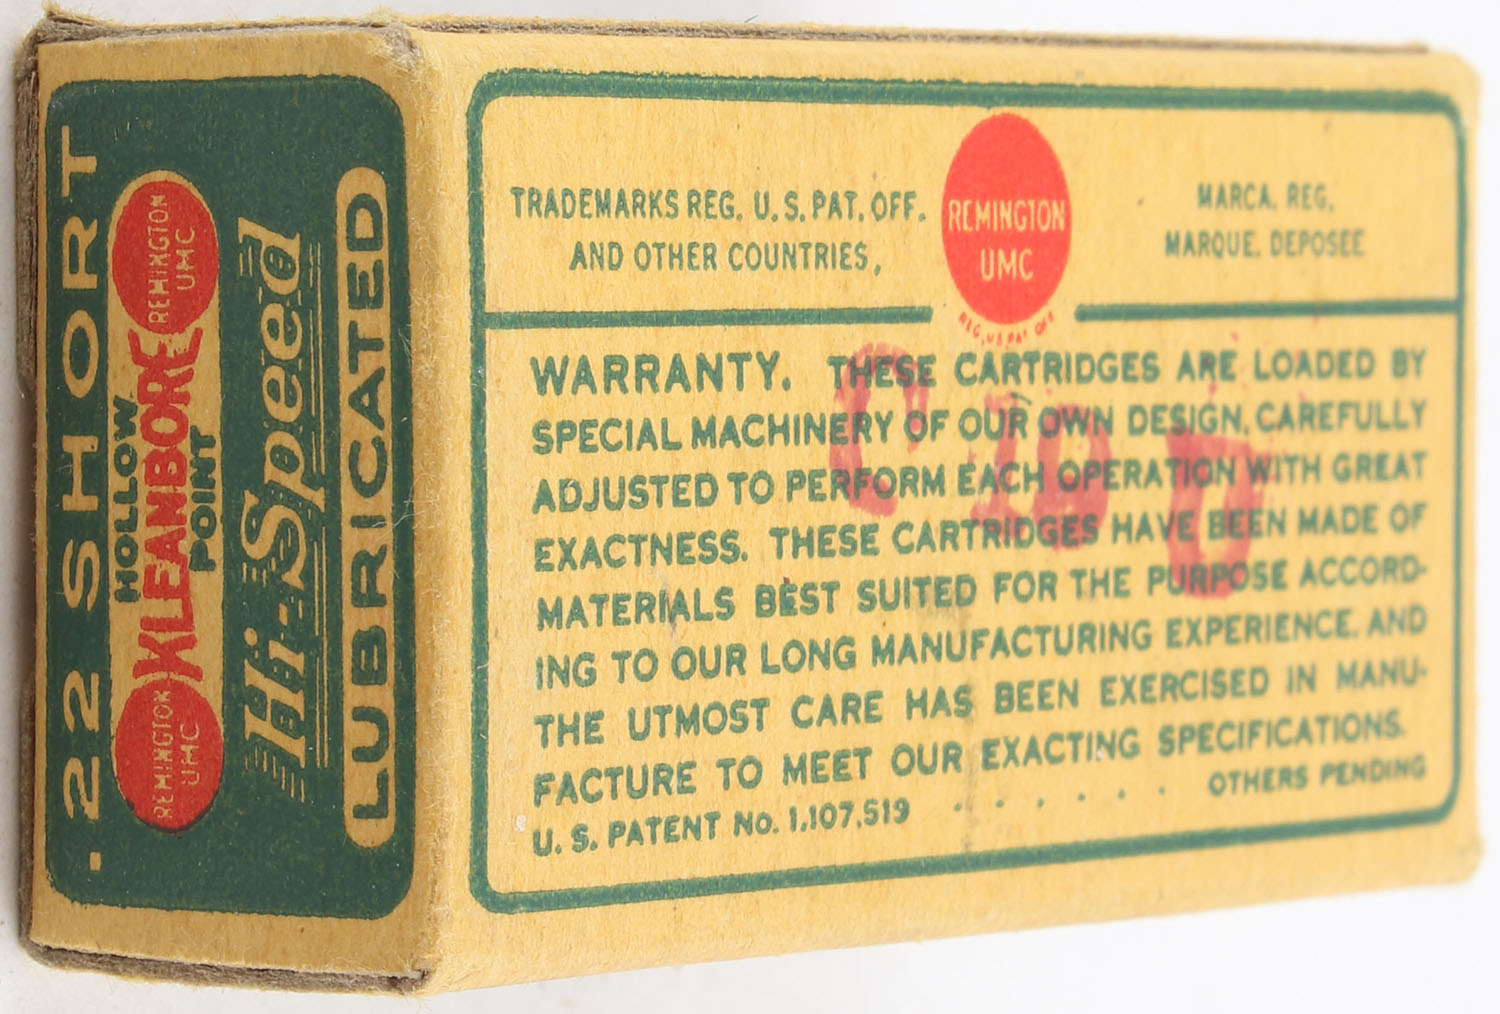 .22 SHORT
HOLLOW
REMINGTON
UMC
KLEANBORE
REMINGTON
UMC
POINT
Hi-Speed
LUBRICATED
TRADEMARKS REG. U.S. PAT. OFF.
AND OTHER COUNTRIES,
REMINGTON
UMC
REG. U.S. PAT. OFF.
MARCA. REG.
MARQUE. DEPOSEE
WARRANTY. THESE CARTRIDGES ARE LOADED BY
SPECIAL MACHINERY OF OUR OWN DESIGN, CAREFULLY
ADJUSTED TO PERFORM EACH OPERATION WITH GREAT
EXACTNESS. THESE CARTRIDGES HAVE BEEN MADE OF
MATERIALS BEST SUITED FOR THE PURPOSE ACCORD-
ING TO OUR LONG MANUFACTURING EXPERIENCE. AND
THE UTMOST CARE HAS BEEN EXERCISED IN MANU-
FACTURE TO MEET OUR EXACTING SPECIFICATIONS.
U. S. PATENT No. 1,107,519 . . . . . . OTHERS PENDING